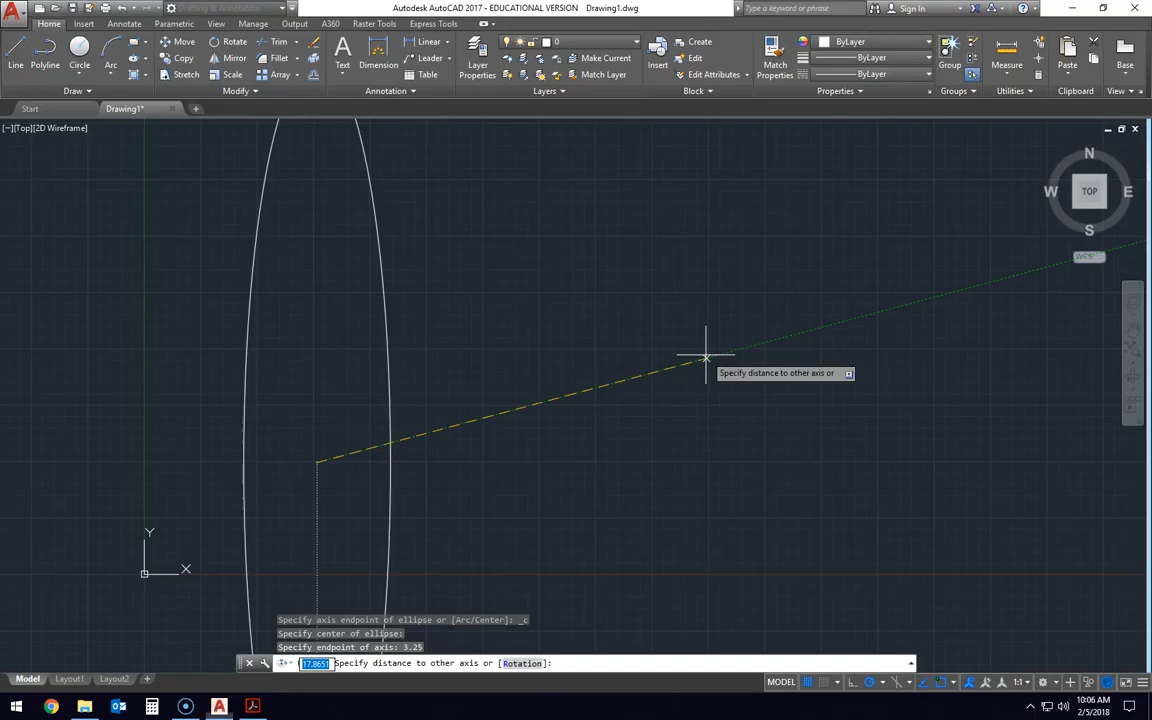 Drafting & Annotation
Autodesk AutoCAD 2017 - EDUCATIONAL VERSION Drawing1.dwg
Type a keyword or phrase
Sign In
Home Insert Annotate Parametric View Manage Output A360 Raster Tools Express Tools
Line Polyline Circle Arc
Move Rotate Trim
Copy Mirror Fillet
Stretch Scale Array
Text Dimension
Linear
Leader
Table
Layer Properties
0
Make Current
Match Layer
Insert
Create
Edit
Edit Attributes
Match Properties
ByLayer
ByLayer
ByLayer
Group
Measure
Paste
Base
Draw Modify Annotation Layers Block Properties Groups Utilities Clipboard View
Start Drawing1*
[−][Top][2D Wireframe]
N
W TOP E
S
Specify distance to other axis or
Y
X
Specify axis endpoint of ellipse or [Arc/Center]: _c
Specify center of ellipse:
Specify endpoint of axis: 3.25
17.8651 Specify distance to other axis or [Rotation]:
Model Layout1 Layout2
MODEL
1:1
10:06 AM
2/5/2018